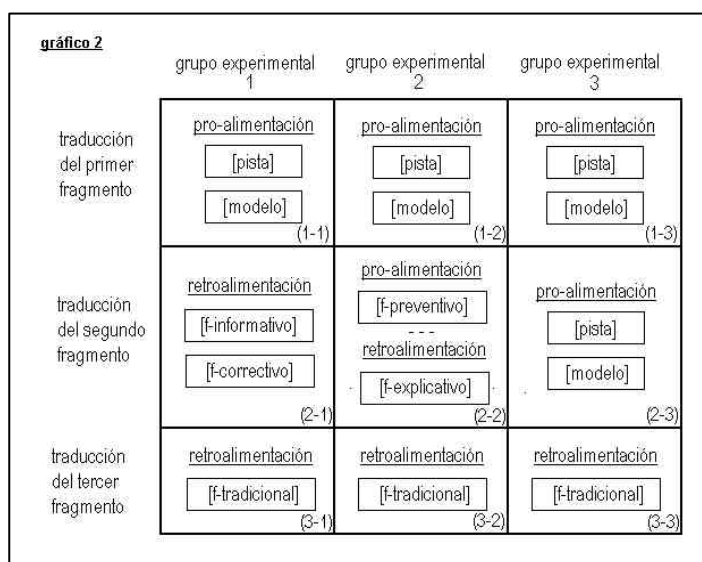 gráfico 2
grupo experimental
1
grupo experimental
2
grupo experimental
3
traducción
del primer
fragmento
pro-alimentación
[pista]
[modelo]
(1-1)
pro-alimentación
[pista]
[modelo]
(1-2)
pro-alimentación
[pista]
[modelo]
(1-3)
traducción
del segundo
fragmento
retroalimentación
[f-informativo]
[f-correctivo]
(2-1)
pro-alimentación
[f-preventivo]
---
retroalimentación
[f-explicativo]
(2-2)
pro-alimentación
[pista]
[modelo]
(2-3)
traducción
del tercer
fragmento
retroalimentación
[f-tradicional]
(3-1)
retroalimentación
[f-tradicional]
(3-2)
retroalimentación
[f-tradicional]
(3-3)